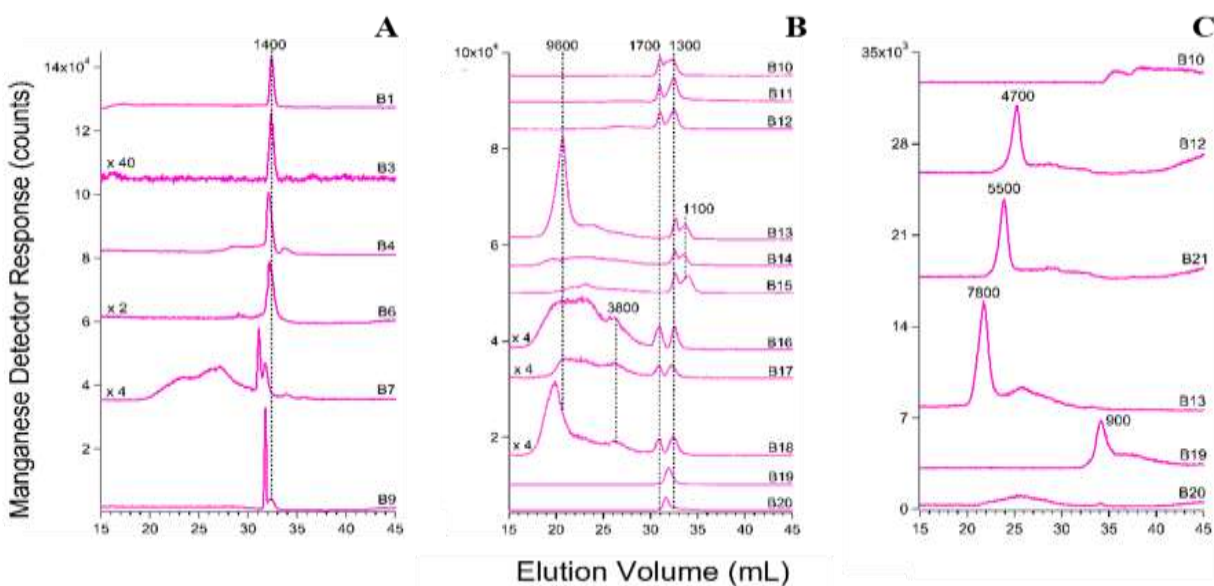 A
1400
14x10⁴
12
10
8
6
4
2
B1
x 40
B3
B4
x 2
B6
x 4
B7
B9
15 20 25 30 35 40 45
Manganese Detector Response (counts)
B
9600 1700 1300
10x10⁴
8
6
4
2
B10
B11
B12
1100
B13
B14
B15
3800
x 4
B16
x 4
B17
x 4
B18
B19
B20
15 20 25 30 35 40 45
Elution Volume (mL)
C
35x10³
28
21
14
7
0
B10
4700
B12
5500
B21
7800
B13
900
B19
B20
15 20 25 30 35 40 45